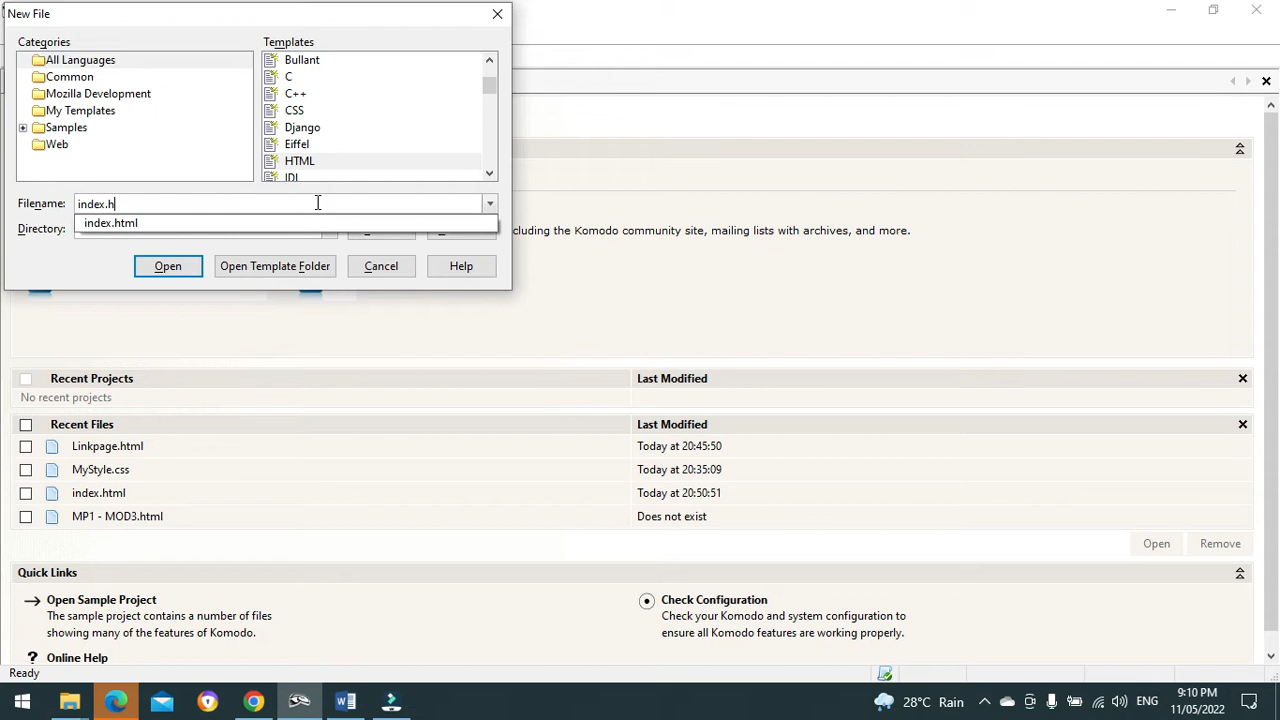 New File
Categories
Templates
All Languages
Common
Mozilla Development
My Templates
Samples
Web
Bullant
C
C++
CSS
Django
Eiffel
HTML
Filename: index.h
index.html
Directory:
Open
Open Template Folder
Cancel
Help
cluding the Komodo community site, mailing lists with archives, and more.
Recent Projects Last Modified
No recent projects
Recent Files Last Modified
Linkpage.html Today at 20:45:50
MyStyle.css Today at 20:35:09
index.html Today at 20:50:51
MP1 - MOD3.html Does not exist
Open Remove
Quick Links
Open Sample Project
The sample project contains a number of files
showing many of the features of Komodo.
Check Configuration
Check your Komodo and system configuration to
ensure all Komodo features are working properly.
Online Help
Ready
28°C Rain
ENG
9:10 PM
11/05/2022